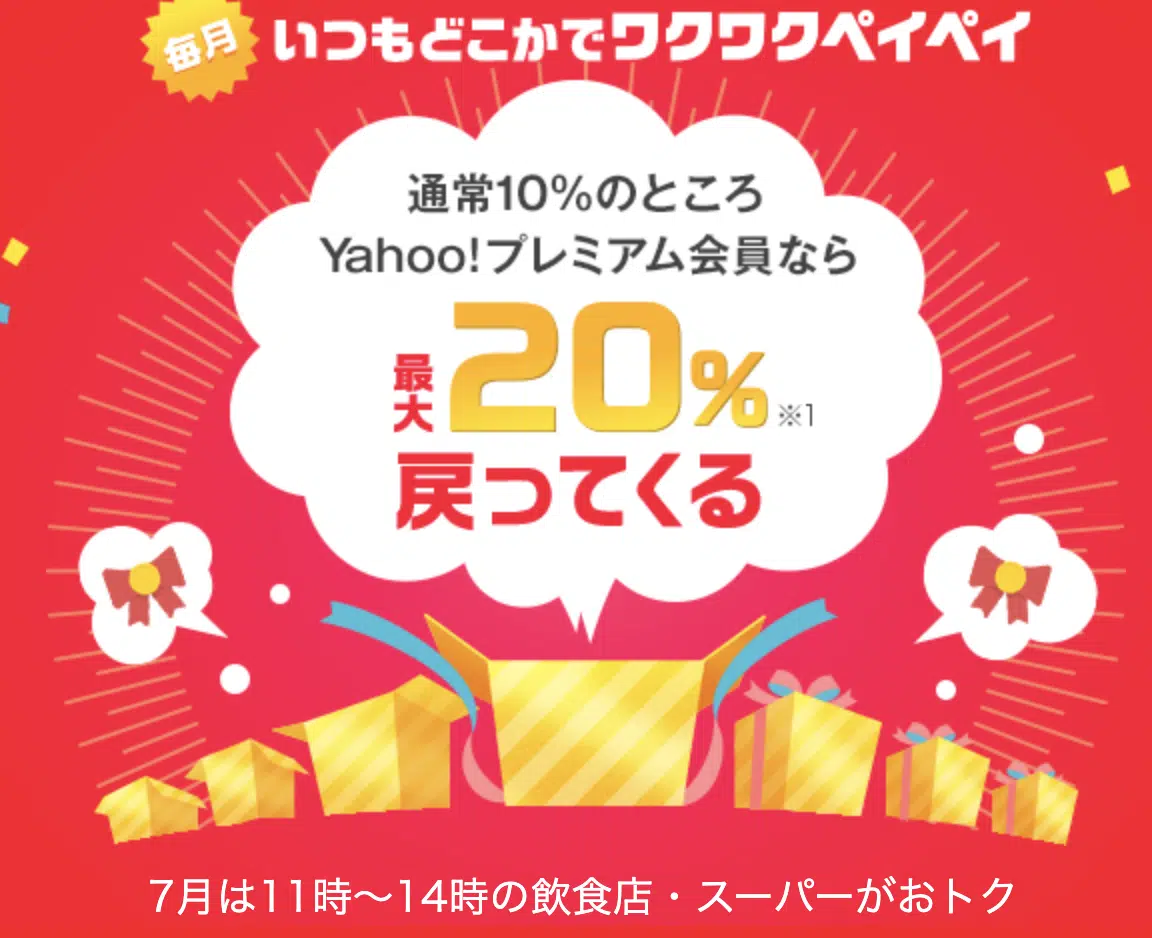 毎月
いつもどこかでワクワクペイペイ
通常10%のところ
Yahoo!プレミアム会員なら
最大20%※1
戻ってくる
7月は11時〜14時の飲食店・スーパーがおトク